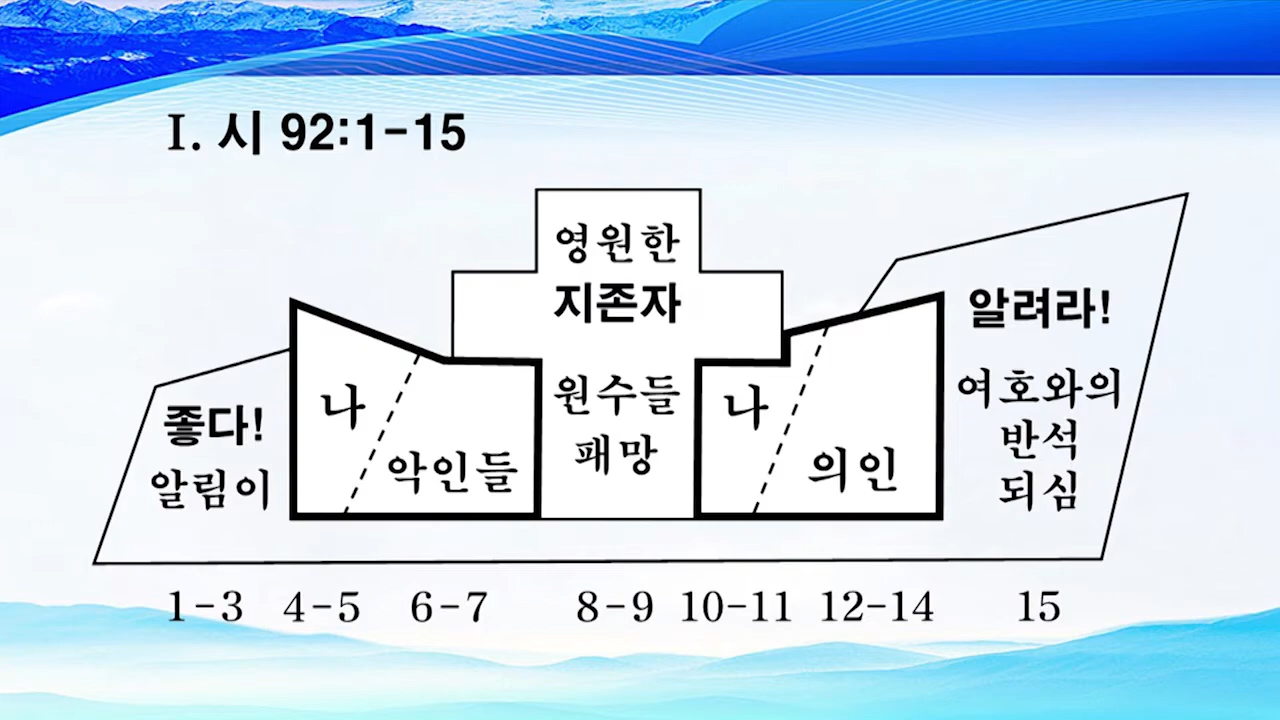 I. 시 92:1-15
영원한
지존자
원수들
패망
좋다!
알림이
나
악인들
나
의인
알려라!
여호와의
반석
되심
1-3 4-5 6-7 8-9 10-11 12-14 15